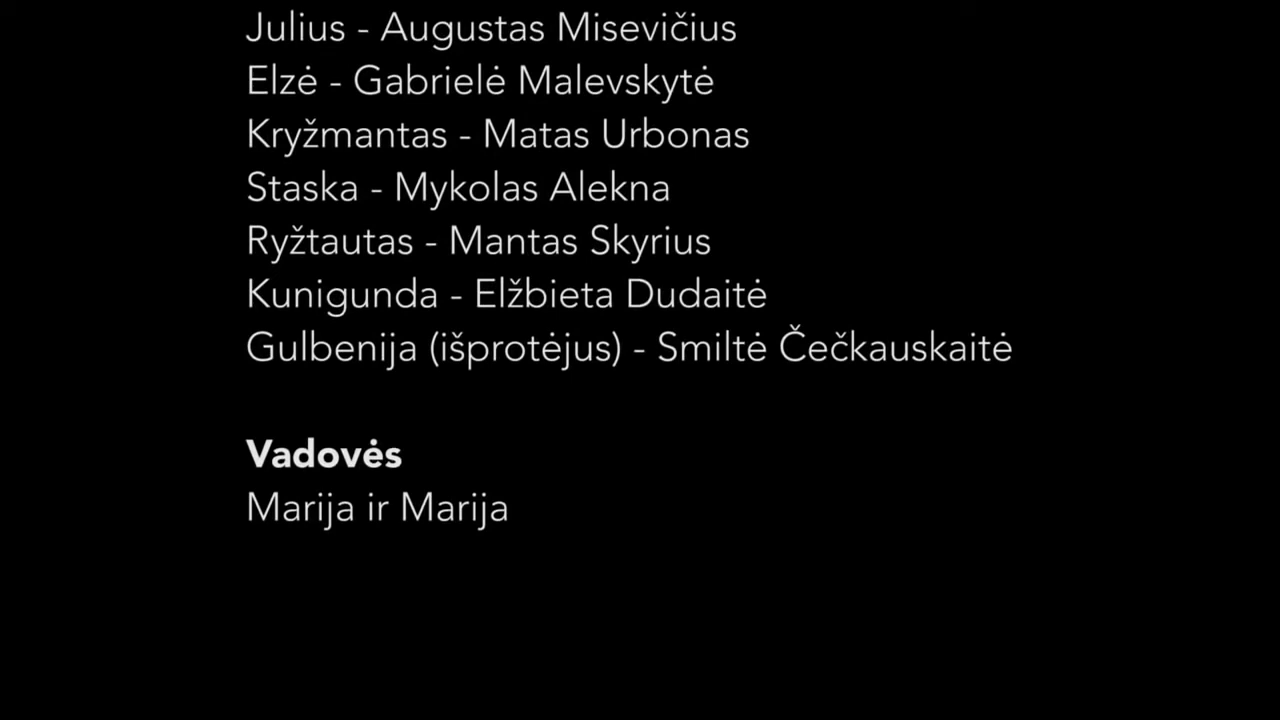 Julius - Augustas Misevičius
Elzė - Gabrielė Malevskytė
Kryžmantas - Matas Urbonas
Staska - Mykolas Alekna
Ryžtautas - Mantas Skyrius
Kunigunda - Elžbieta Dudaitė
Gulbenija (išprotėjus) - Smiltė Čečkauskaitė
Vadovės
Marija ir Marija